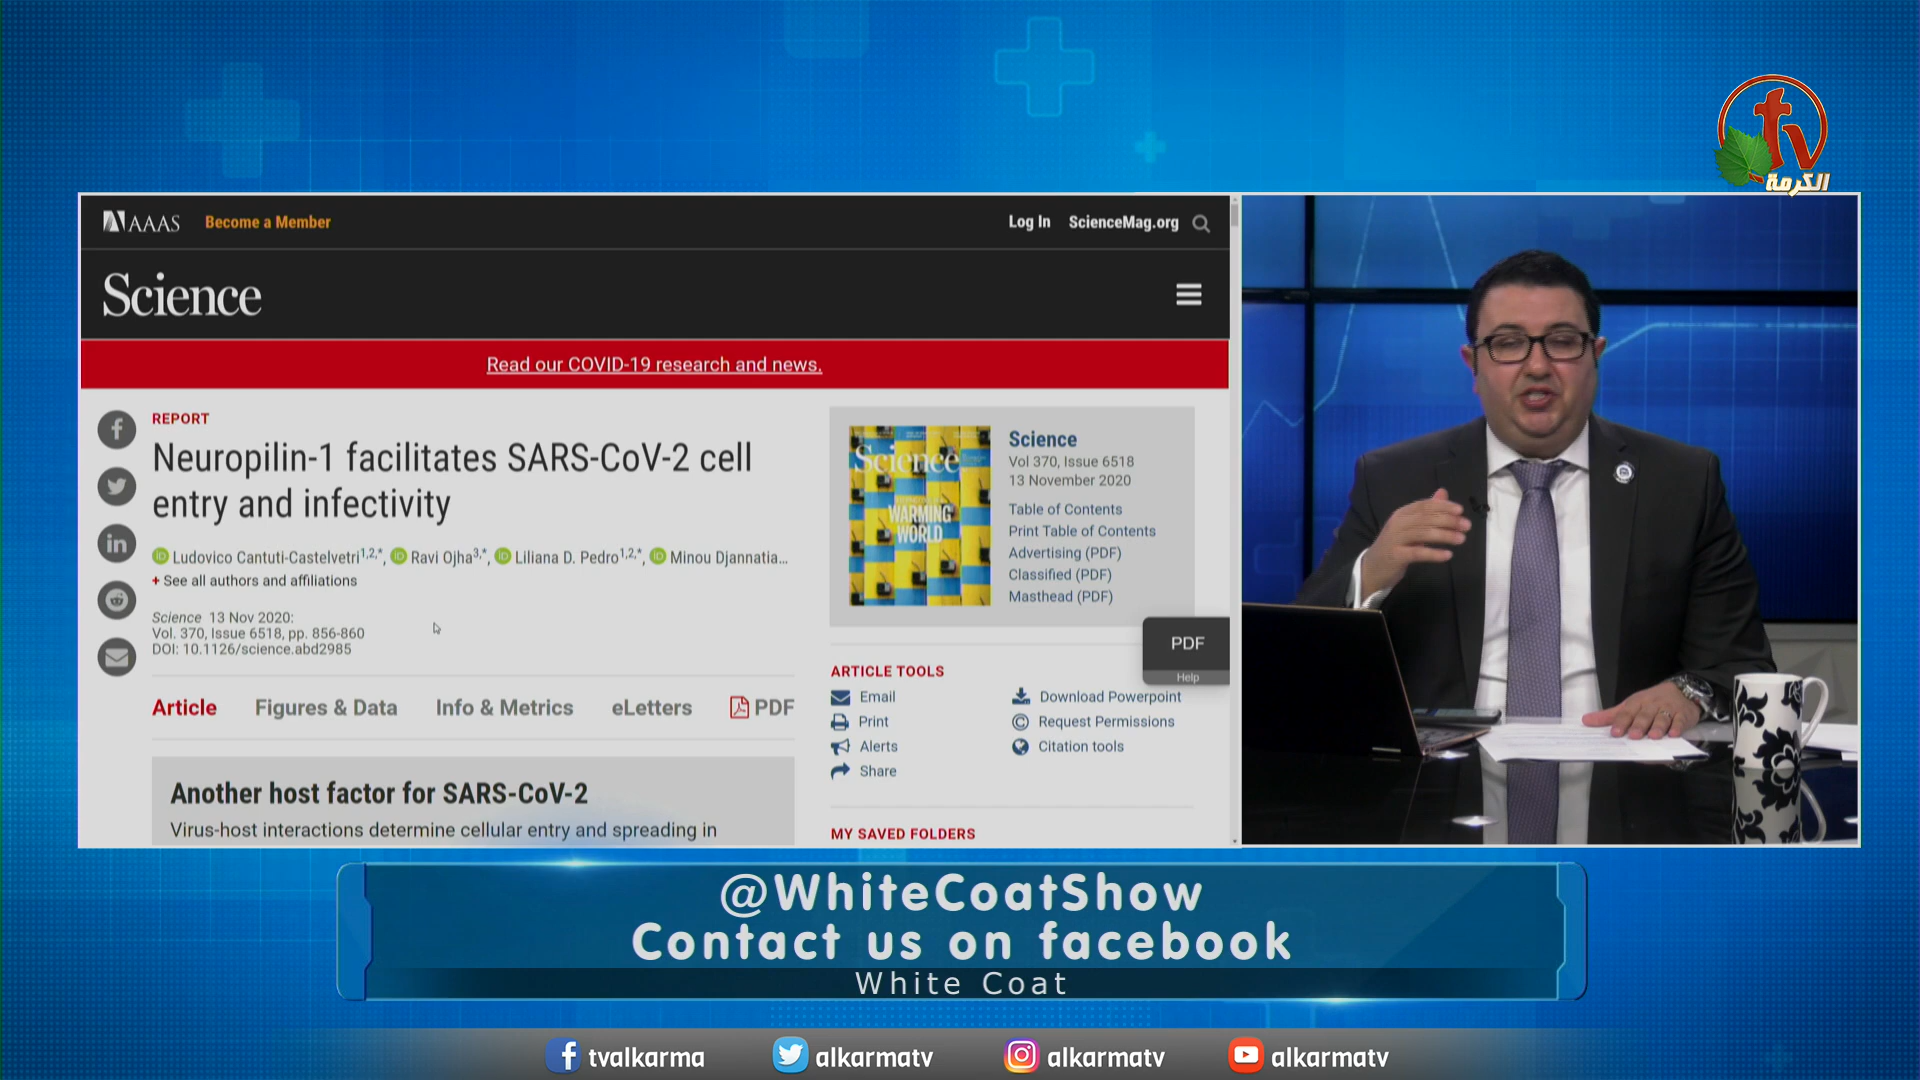 tv
الكرمة
AAAS
Become a Member
Log In
ScienceMag.org
Science
Read our COVID-19 research and news.
REPORT
Neuropilin-1 facilitates SARS-CoV-2 cell
entry and infectivity
Ludovico Cantuti-Castelvetri1,2,*, Ravi Ojha3,*, Liliana D. Pedro1,2,*, Minou Djannatia...
+ See all authors and affiliations
Science 13 Nov 2020:
Vol. 370, Issue 6518, pp. 856-860
DOI: 10.1126/science.abd2985
Article Figures & Data Info & Metrics eLetters PDF
Another host factor for SARS-CoV-2
Virus-host interactions determine cellular entry and spreading in
Science
WARMING
WORLD
Science
Vol 370, Issue 6518
13 November 2020
Table of Contents
Print Table of Contents
Advertising (PDF)
Classified (PDF)
Masthead (PDF)
PDF
Help
ARTICLE TOOLS
Email
Print
Alerts
Share
Download Powerpoint
Request Permissions
Citation tools
MY SAVED FOLDERS
@WhiteCoatShow
Contact us on facebook
White Coat
tvalkarma
alkarmatv
alkarmatv
alkarmatv